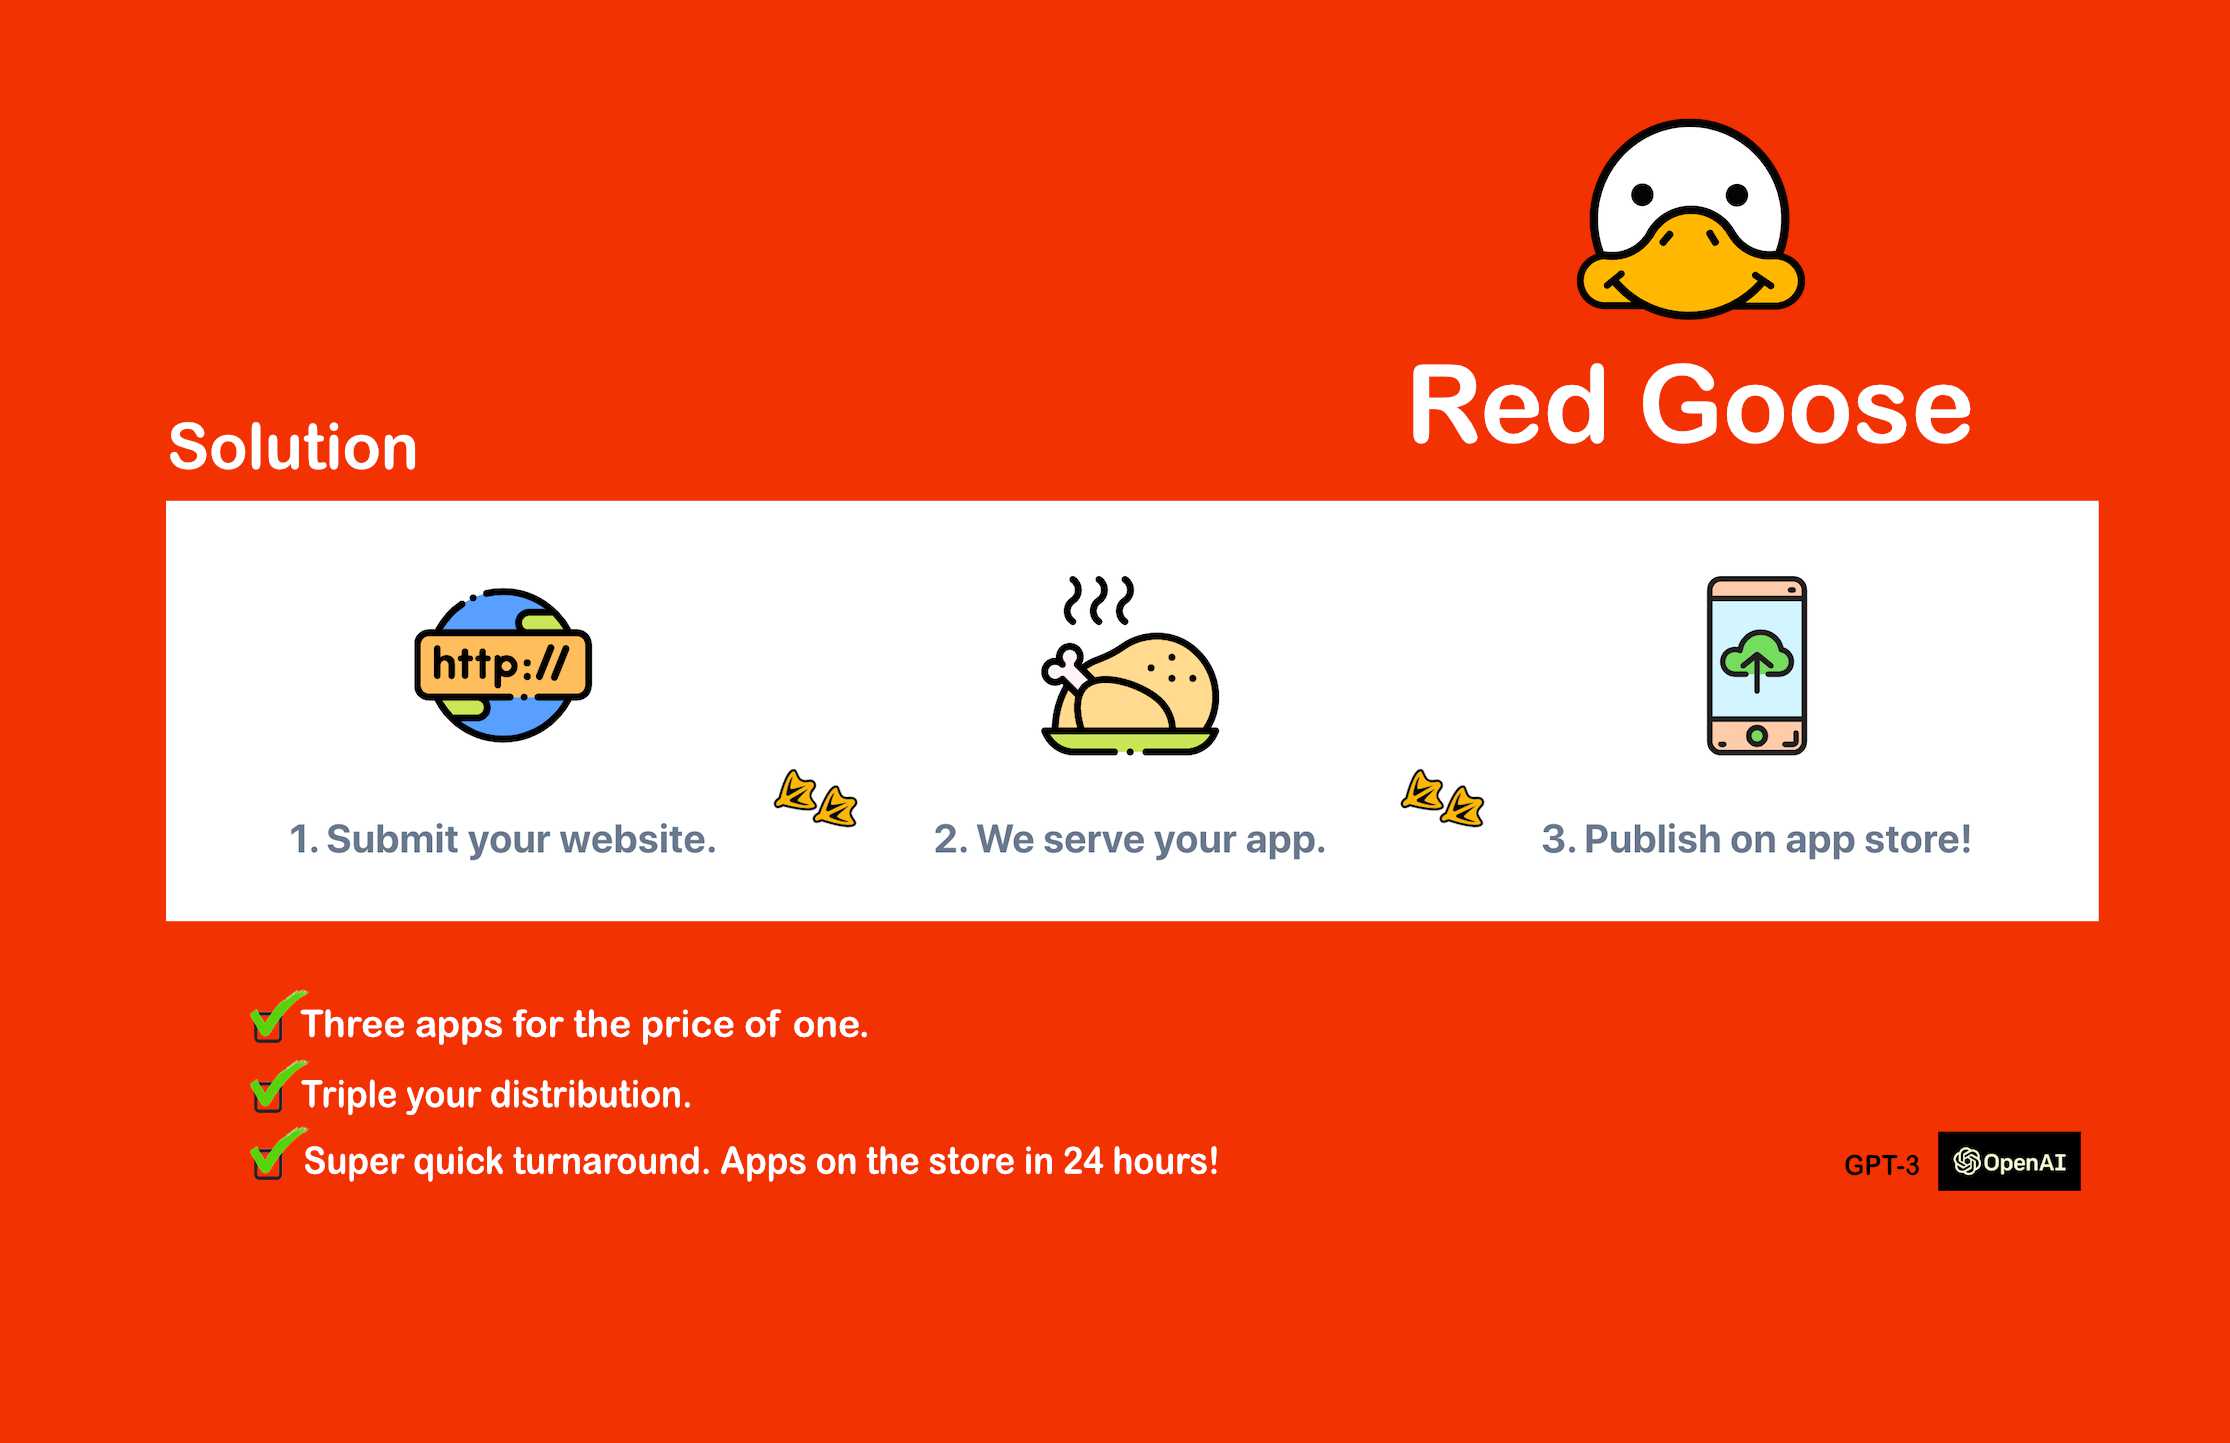 Red Goose
Solution
http://
1. Submit your website.
2. We serve your app.
3. Publish on app store!
Three apps for the price of one.
Triple your distribution.
Super quick turnaround. Apps on the store in 24 hours!
GPT-3
OpenAI